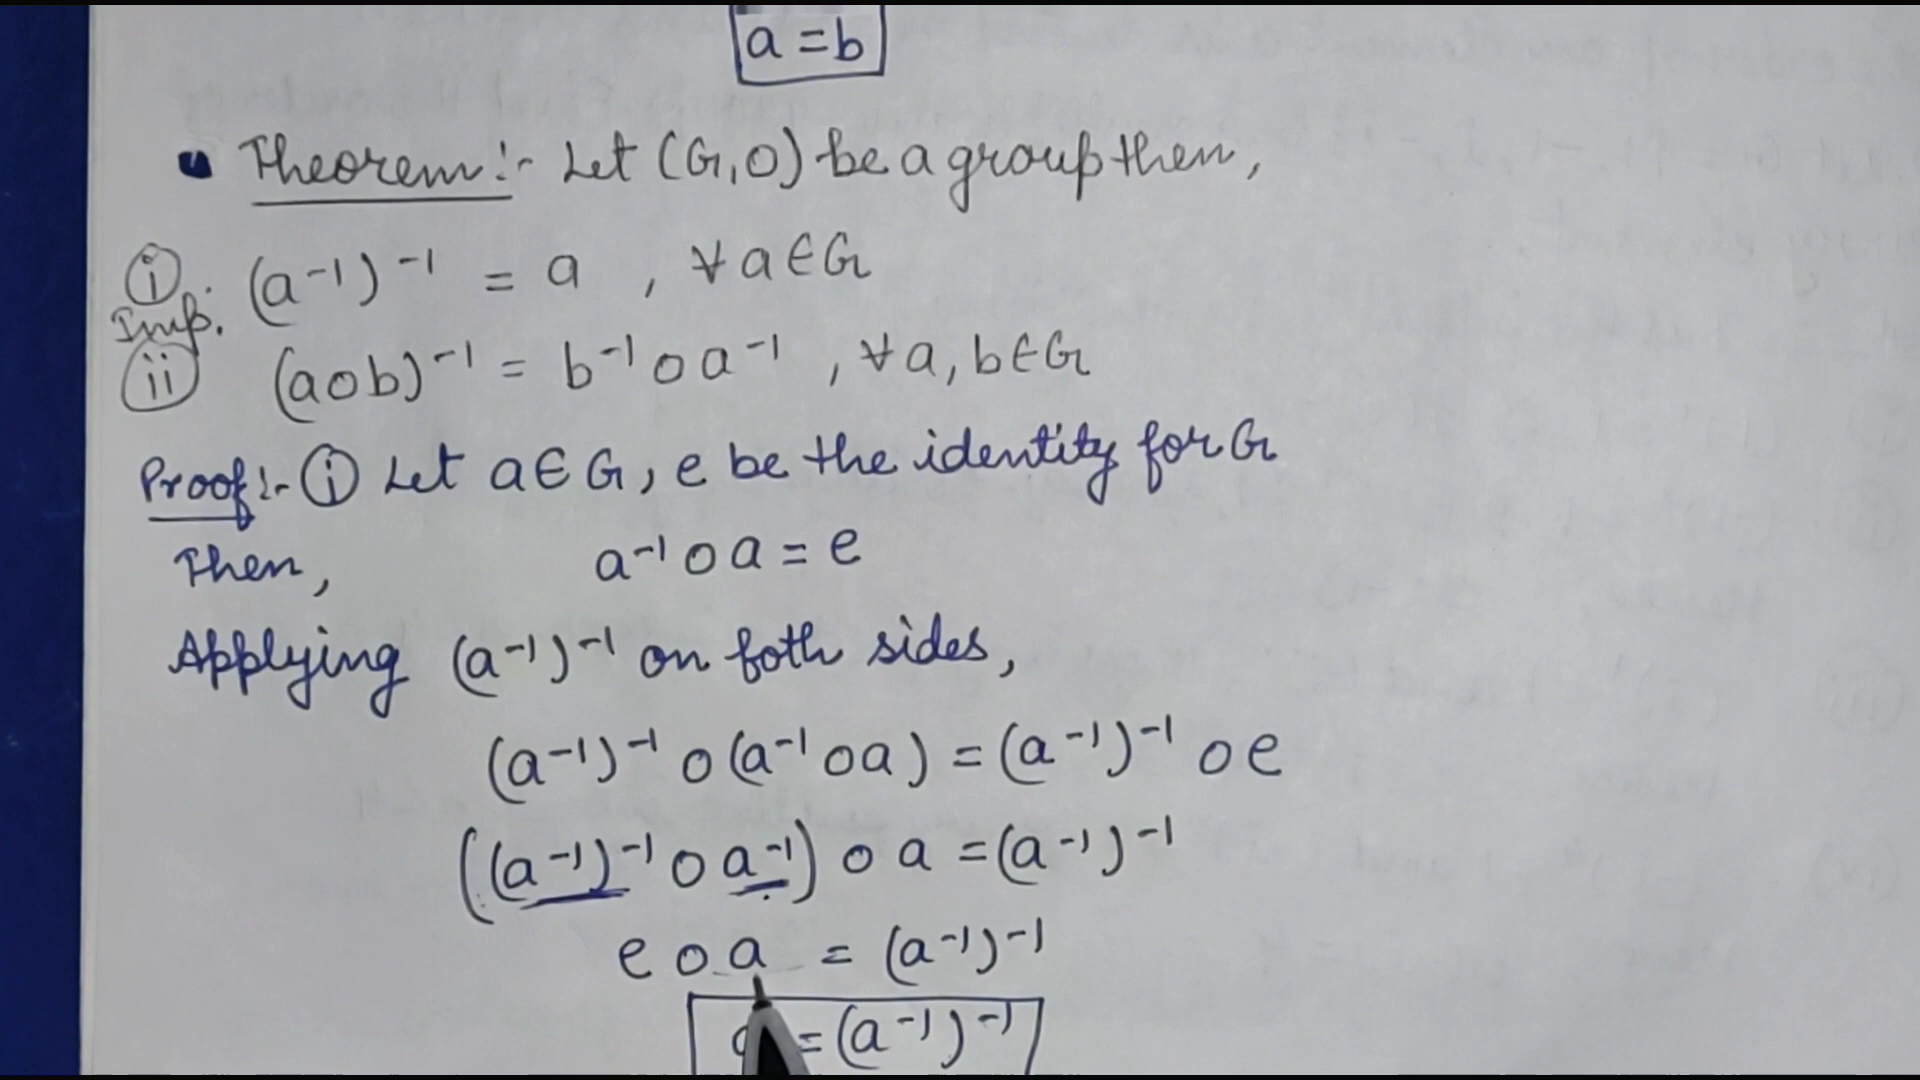 a = b
• Theorem:- Let (G,O) be a group then,
(i) (a⁻¹)⁻¹ = a , ∀ a ∈ G
Imp.
(ii) (aob)⁻¹ = b⁻¹ o a⁻¹ , ∀ a, b ∈ G
Proof:- (i) Let a ∈ G, e be the identity for G
Then, a⁻¹ o a = e
Applying (a⁻¹)⁻¹ on both sides,
(a⁻¹)⁻¹ o (a⁻¹ o a) = (a⁻¹)⁻¹ o e
((a⁻¹)⁻¹ o a⁻¹) o a = (a⁻¹)⁻¹
e o a = (a⁻¹)⁻¹
= (a⁻¹)⁻¹